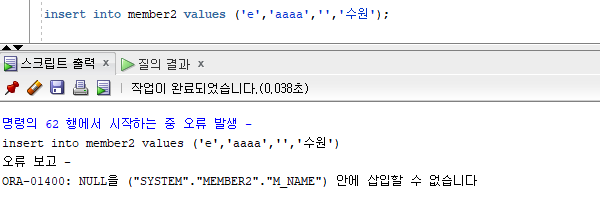 insert into member2 values ('e','aaaa','','수원');
스크립트 출력 x 질의 결과 x
작업이 완료되었습니다.(0,038초)
명령의 62 행에서 시작하는 중 오류 발생 -
insert into member2 values ('e','aaaa','','수원')
오류 보고 -
ORA-01400: NULL을 ("SYSTEM"."MEMBER2"."M_NAME") 안에 삽입할 수 없습니다